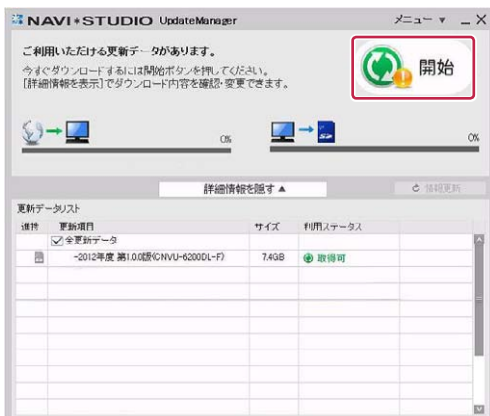 NAVI*STUDIO UpdateManager
メニュー ▼ _ X
ご利用いただける更新データがあります。
今すぐダウンロードするには開始ボタンを押してください。
[詳細情報を表示]でダウンロード内容を確認・変更できます。
開始
0%
SD
0%
詳細情報を隠す▲
情報更新
更新データリスト
進捗 更新項目 サイズ 利用ステータス
全更新データ
-2012年度 第1.0.0版(CNVU-6200DL-F) 7.4GB 取得可